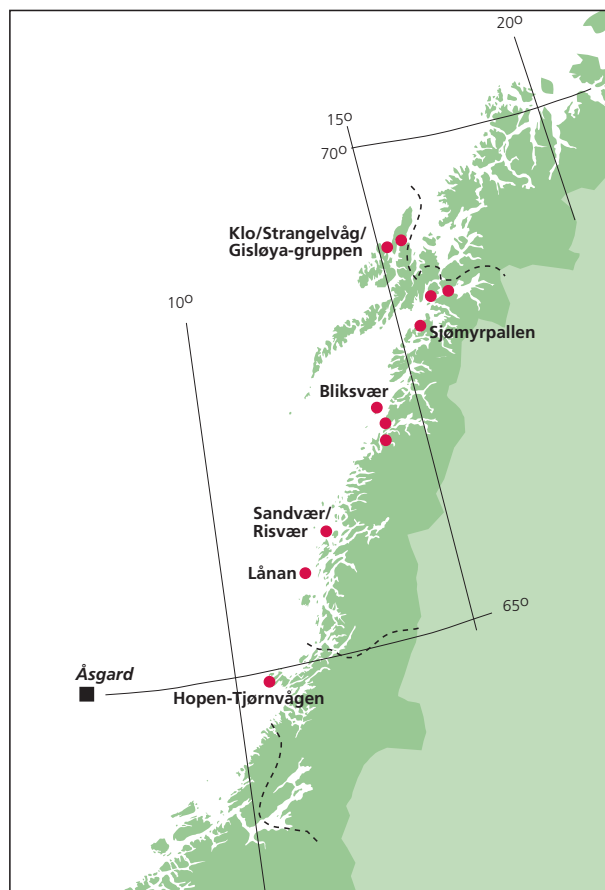 20°
15°
70°
Klo/Strangelvåg/
Gisløya-gruppen
10°
Sjømyrpallen
Bliksvær
Sandvær/
Risvær
Lånan
65°
Åsgard
Hopen-Tjørnvågen